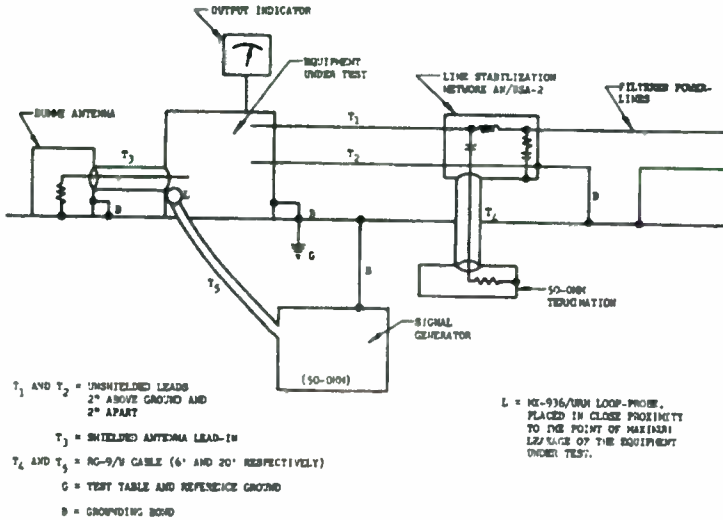 OUTPUT INDICATOR
EQUIPMENT
UNDER TEST
LINE STABILIZATION
NETWORK AN/USA-2
FILTERED POWER-
LINES
DUMMY ANTENNA
T1
T3
T2
B
B
B
T4
G
B
T5
50-OHM
TERMINATION
SIGNAL
GENERATOR
(50-OHM)
T1 AND T2 = UNSHIELDED LEADS
2" ABOVE GROUND AND
2" APART
T3 = SHIELDED ANTENNA LEAD-IN
T4 AND T5 = RG-9/U CABLE (6' AND 20' RESPECTIVELY)
G = TEST TABLE AND REFERENCE GROUND
B = GROUNDING BOND
L = MX-936/URM LOOP-PROBE,
PLACED IN CLOSE PROXIMITY
TO THE POINT OF MAXIMUM
LEAKAGE OF THE EQUIPMENT
UNDER TEST.